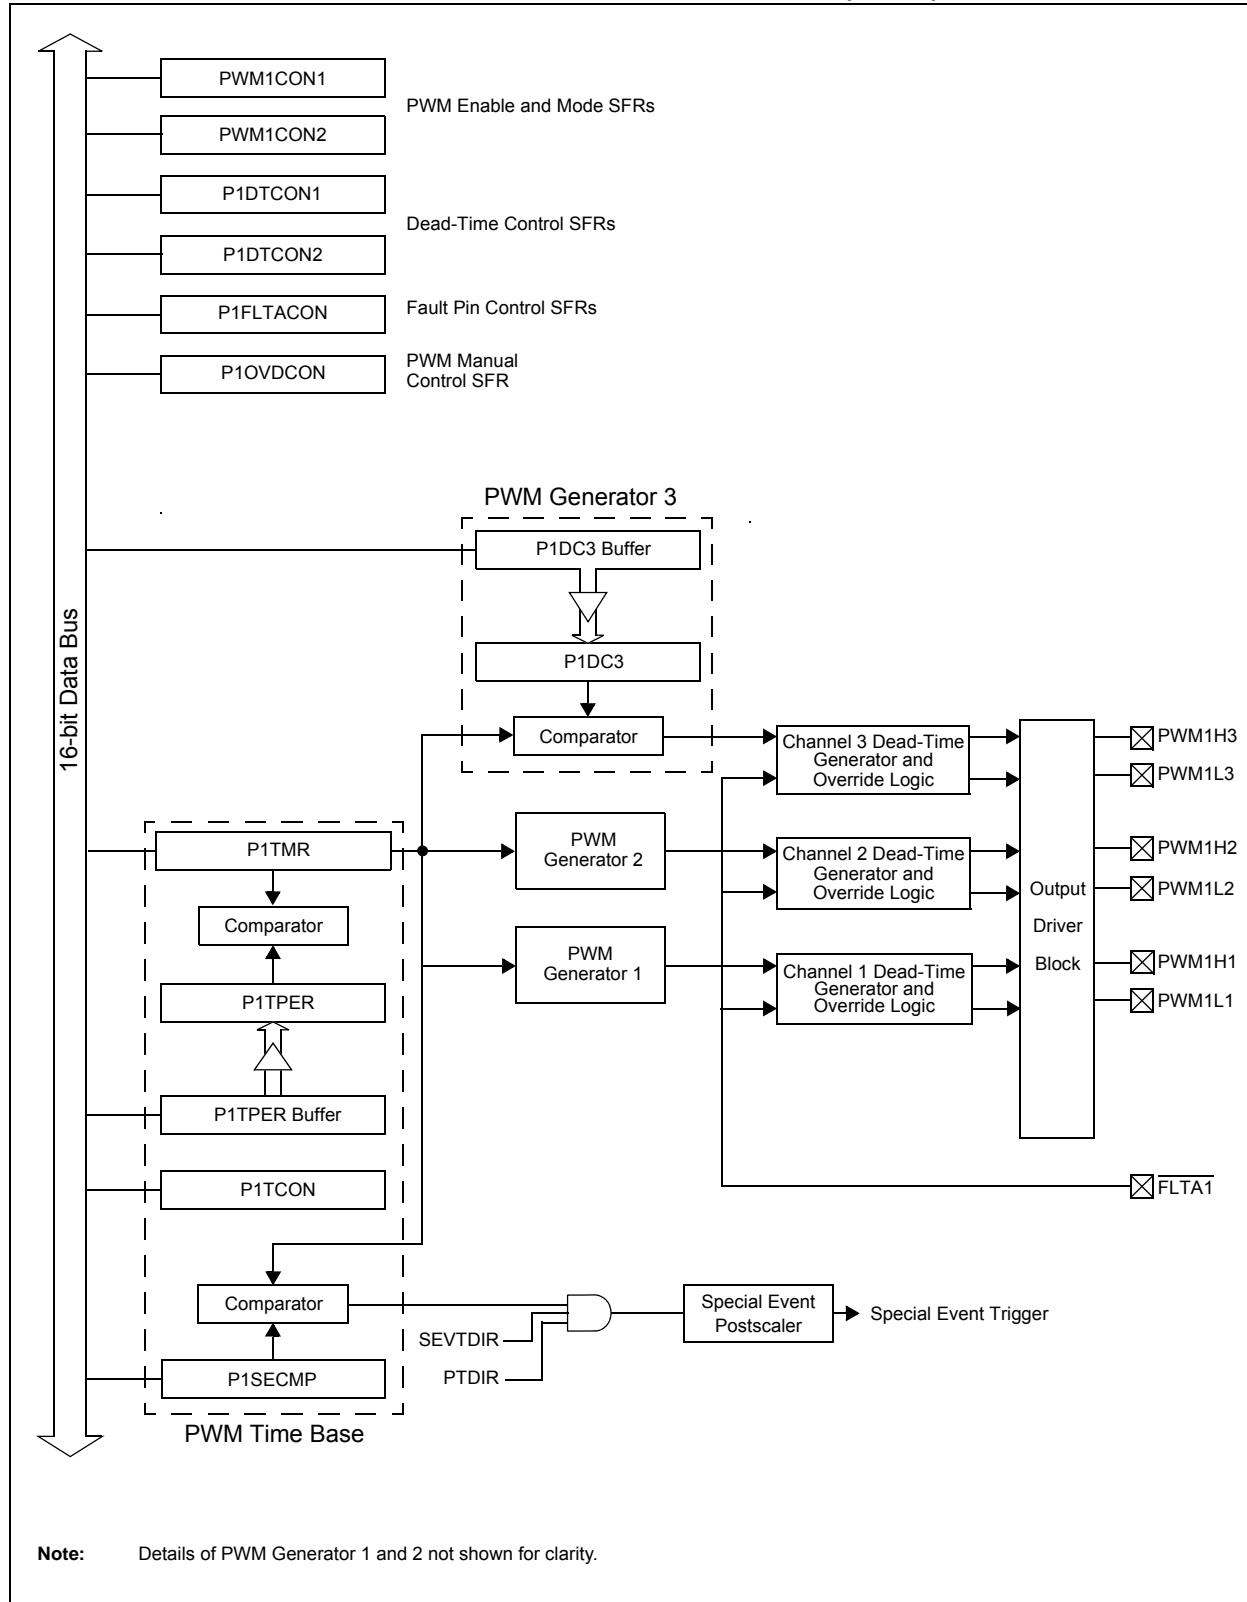 PWM1CON1
PWM Enable and Mode SFRs
PWM1CON2
P1DTCON1
Dead-Time Control SFRs
P1DTCON2
P1FLTACON
Fault Pin Control SFRs
P1OVDCON
PWM Manual
Control SFR
16-bit Data Bus
PWM Generator 3
P1DC3 Buffer
P1DC3
Comparator
Channel 3 Dead-Time
Generator and
Override Logic
PWM1H3
PWM1L3
P1TMR
Comparator
P1TPER
P1TPER Buffer
P1TCON
Comparator
P1SECMP
PWM Time Base
PWM
Generator 2
Channel 2 Dead-Time
Generator and
Override Logic
PWM1H2
PWM1L2
PWM
Generator 1
Channel 1 Dead-Time
Generator and
Override Logic
Output
Driver
Block
PWM1H1
PWM1L1
FLTA1
SEVTDIR
PTDIR
Special Event
Postscaler
Special Event Trigger
Note: Details of PWM Generator 1 and 2 not shown for clarity.